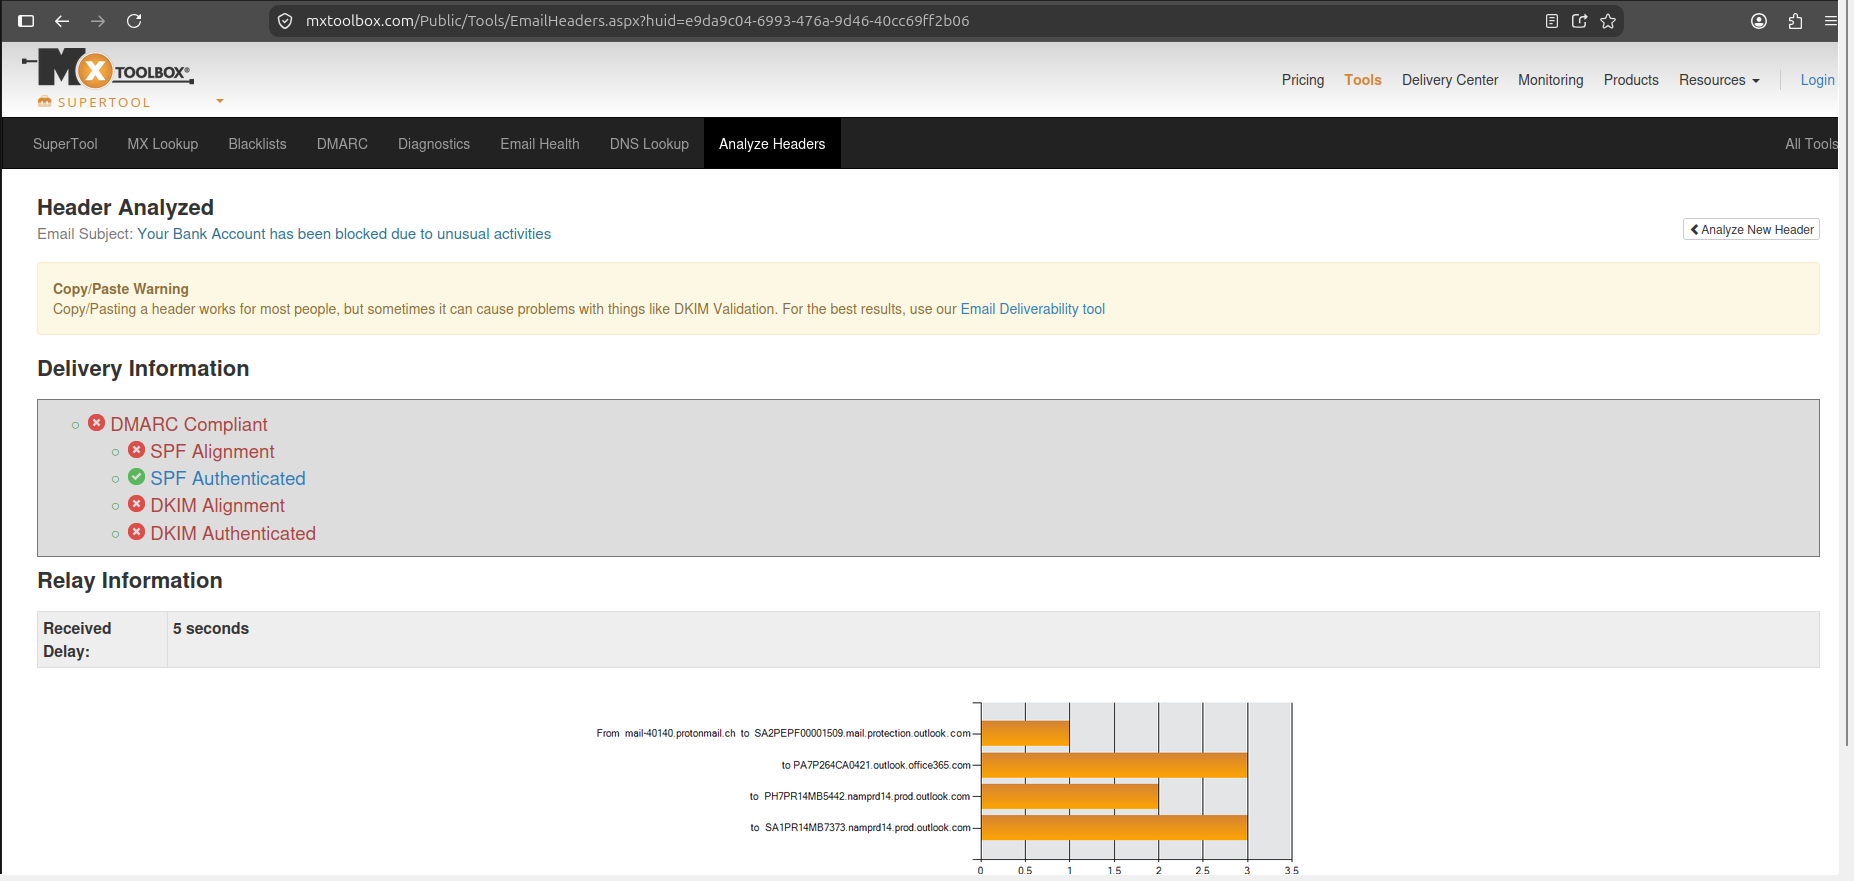 mxtoolbox.com/Public/Tools/EmailHeaders.aspx?huid=e9da9c04-6993-476a-9d46-40cc69ff2b06
MX TOOLBOX®
SUPERTOOL
Pricing Tools Delivery Center Monitoring Products Resources Login
SuperTool MX Lookup Blacklists DMARC Diagnostics Email Health DNS Lookup Analyze Headers All Tools
Header Analyzed
Email Subject: Your Bank Account has been blocked due to unusual activities
Analyze New Header
Copy/Paste Warning
Copy/Pasting a header works for most people, but sometimes it can cause problems with things like DKIM Validation. For the best results, use our Email Deliverability tool
Delivery Information
DMARC Compliant
SPF Alignment
SPF Authenticated
DKIM Alignment
DKIM Authenticated
Relay Information
Received Delay: 5 seconds
From mail-40140.protonmail.ch to SA2PEPF00001509.mail.protection.outlook.com
to PA7P264CA0421.outlook.office365.com
to PH7PR14MB5442.namprd14.prod.outlook.com
to SA1PR14MB7373.namprd14.prod.outlook.com
0 0.5 1 1.5 2 2.5 3 3.5